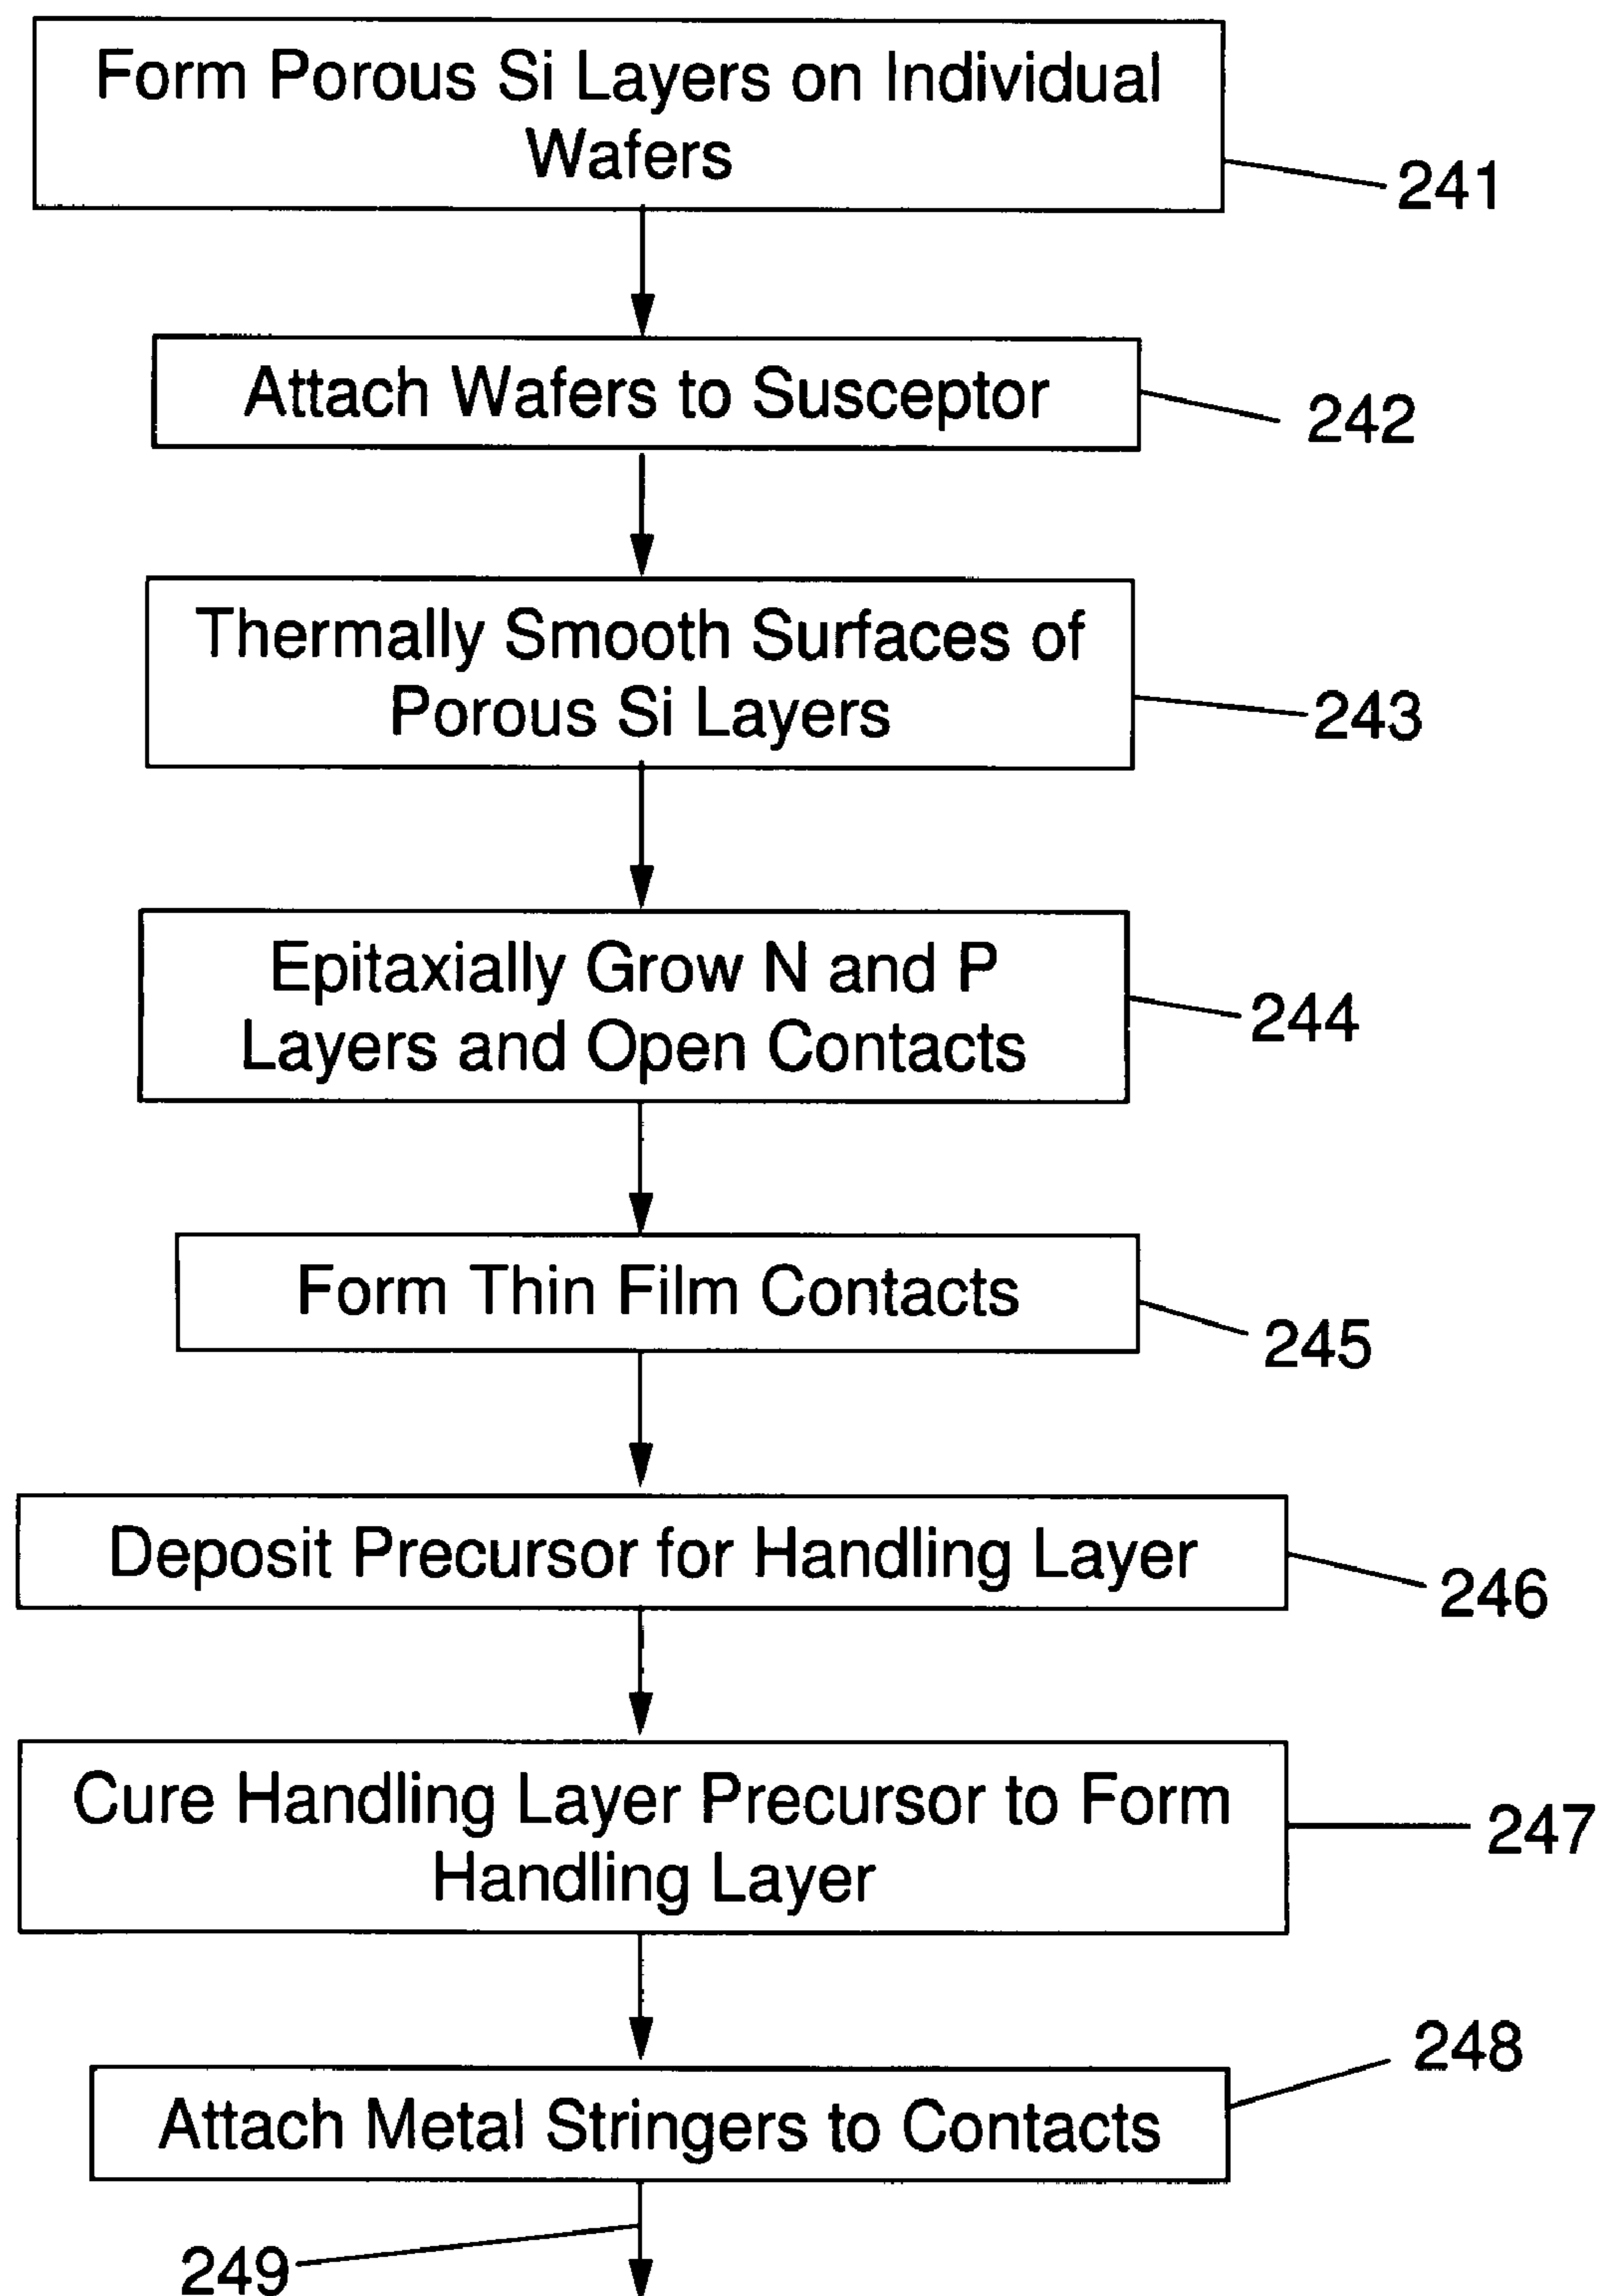 Form Porous Si Layers on Individual
Wafers
241
Attach Wafers to Susceptor
242
Thermally Smooth Surfaces of
Porous Si Layers
243
Epitaxially Grow N and P
Layers and Open Contacts
244
Form Thin Film Contacts
245
Deposit Precursor for Handling Layer
246
Cure Handling Layer Precursor to Form
Handling Layer
247
248
Attach Metal Stringers to Contacts
249